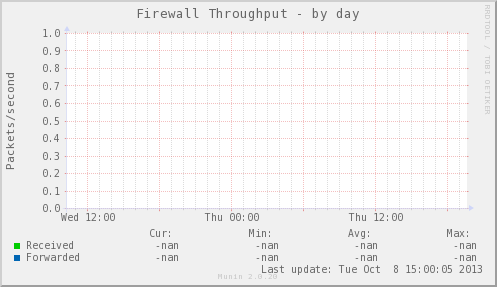 Firewall Throughput - by day
RRDTOOL / TOBI OETIKER
Packets/second
1.0
0.9
0.8
0.7
0.6
0.5
0.4
0.3
0.2
0.1
0.0
Wed 12:00 Thu 00:00 Thu 12:00
Cur: Min: Avg: Max:
Received -nan -nan -nan -nan
Forwarded -nan -nan -nan -nan
Last update: Tue Oct  8 15:00:05 2013
Munin 2.0.20